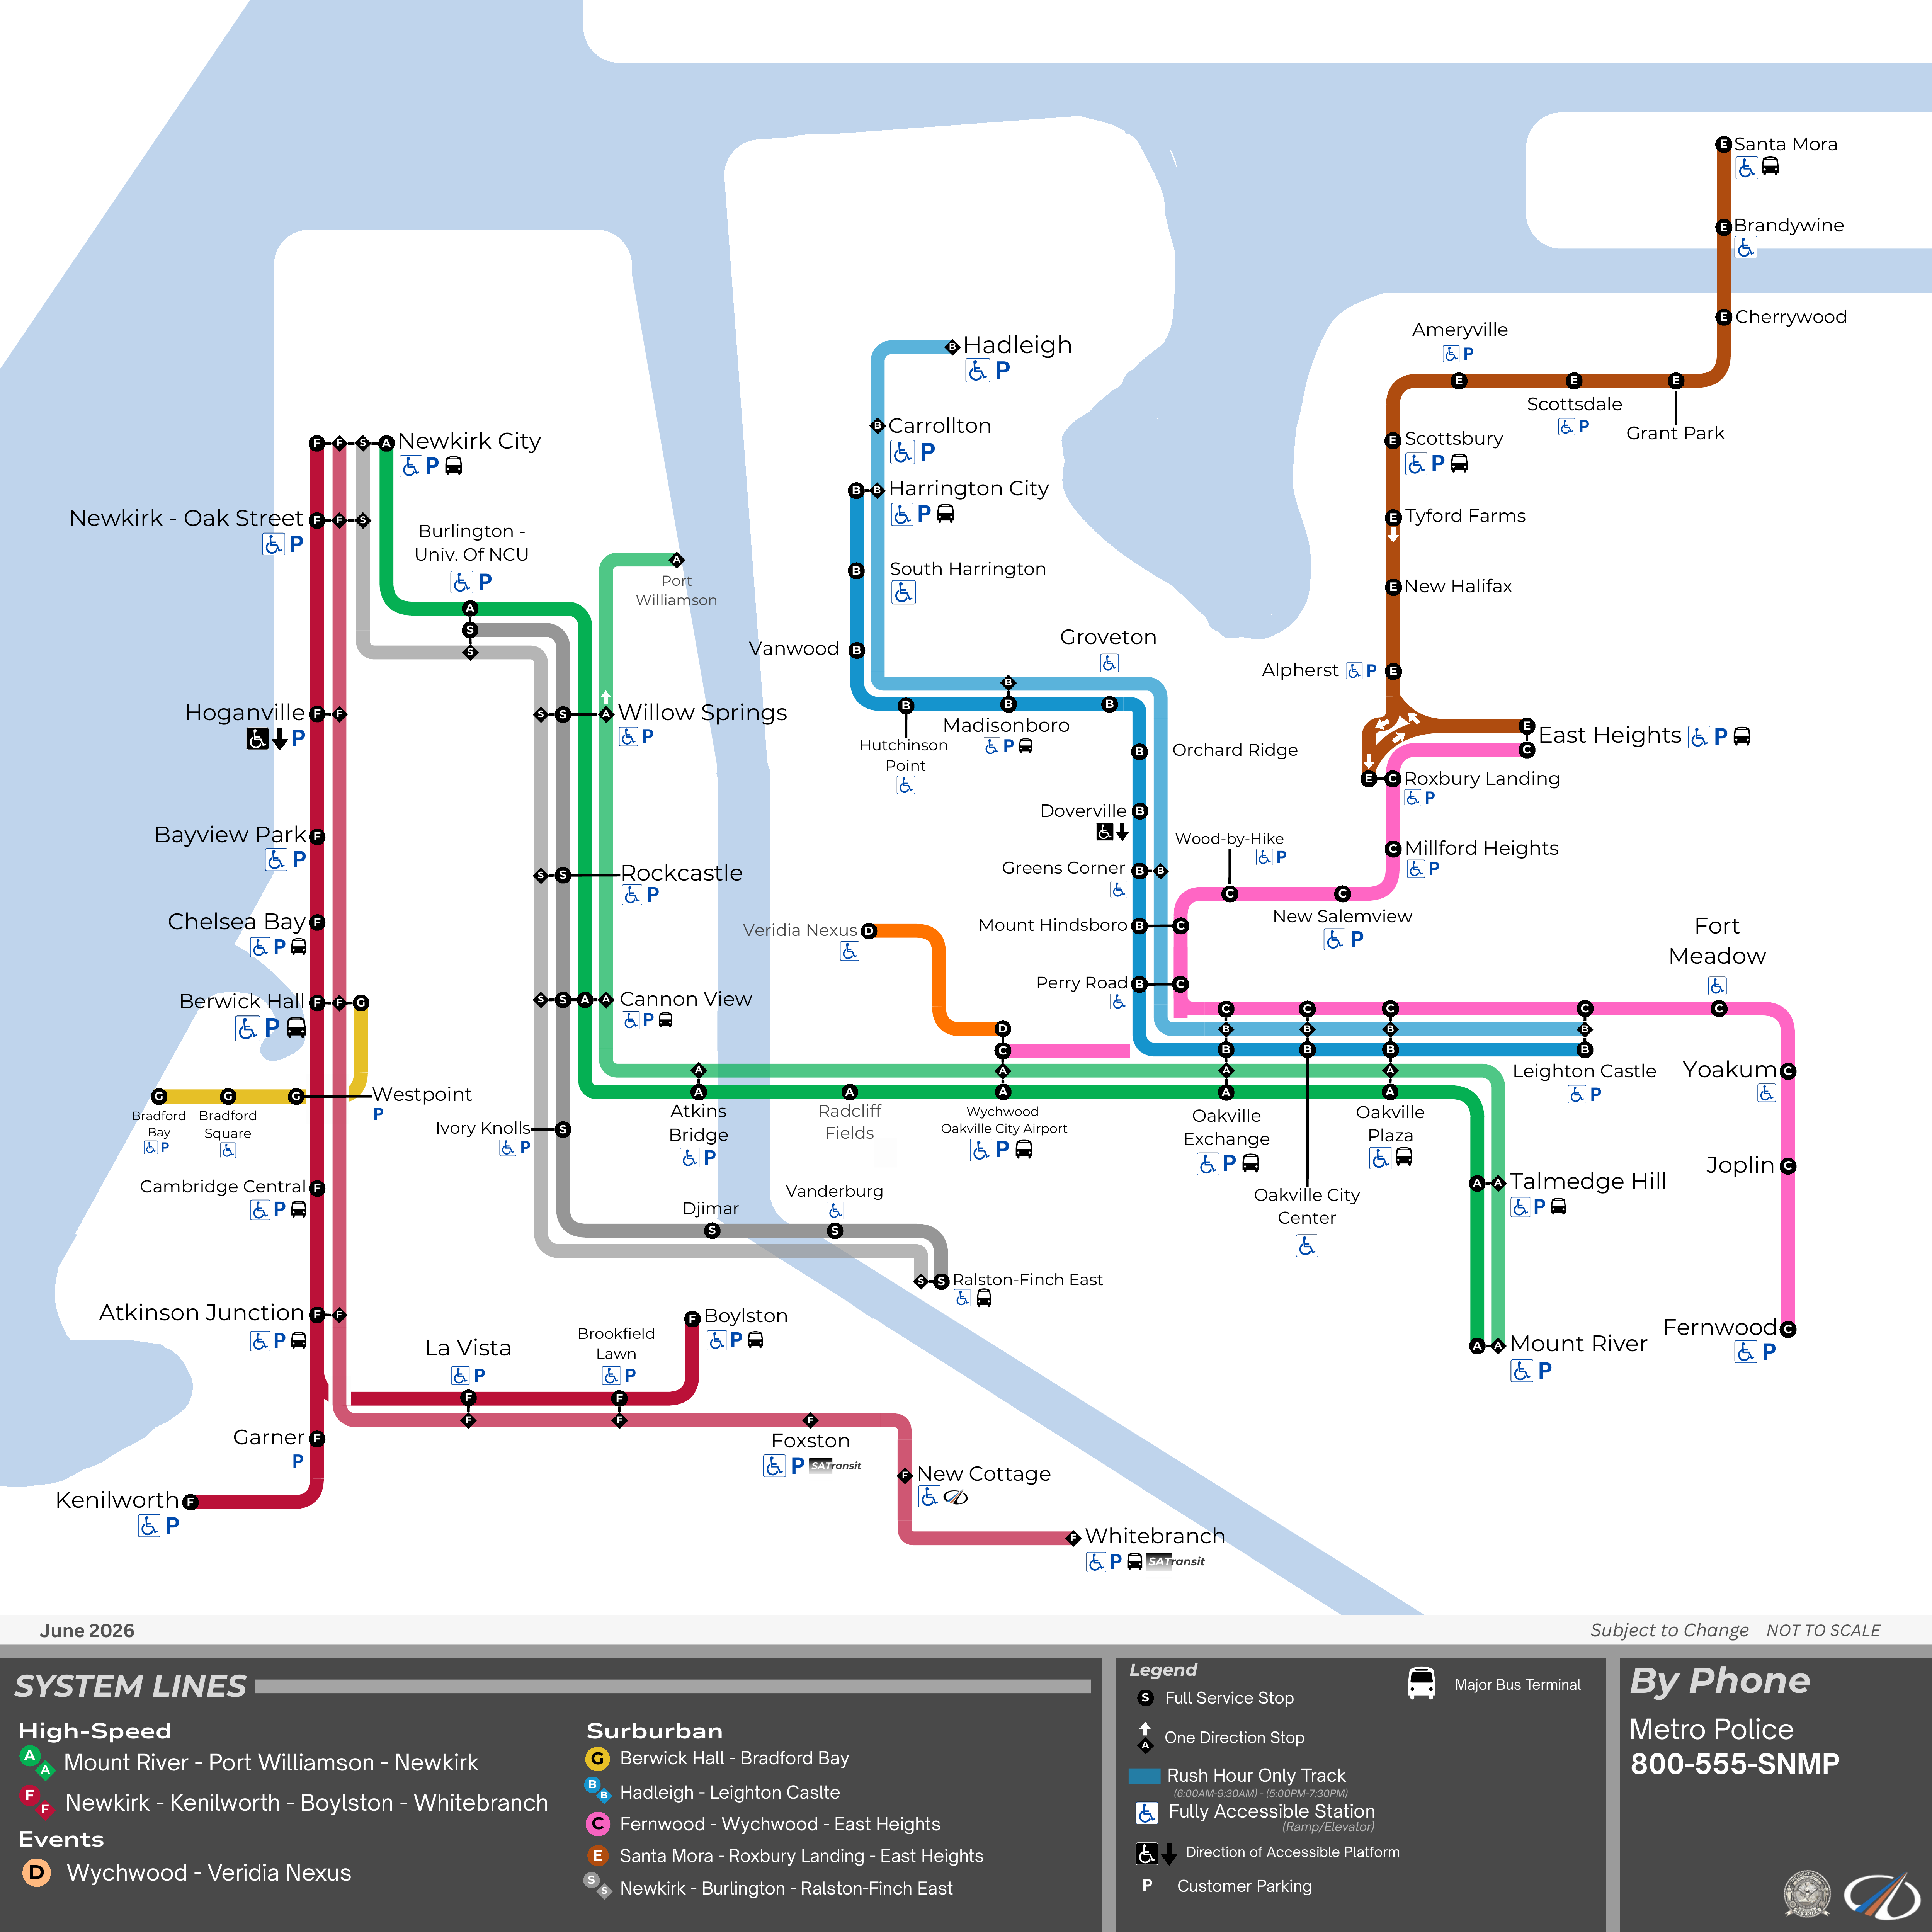 Santa Mora
Brandywine
Cherrywood
Ameryville
P
Scottsdale
P
Grant Park
Scottsbury
P
Tyford Farms
New Halifax
Alpherst P
East Heights P
Roxbury Landing
P
Millford Heights
P
Hadleigh
P
Carrollton
P
Harrington City
P
South Harrington
Vanwood
Groveton
Madisonboro
P
Hutchinson
Point
Orchard Ridge
Doverville
Greens Corner
Wood-by-Hike
P
New Salemview
P
Mount Hindsboro
Perry Road
Veridia Nexus
Fort
Meadow
Newkirk City
P
Newkirk - Oak Street
P
Burlington -
Univ. Of NCU
P
Port
Williamson
Hoganville
P
Willow Springs
P
Bayview Park
P
Rockcastle
P
Chelsea Bay
P
Berwick Hall
P
Cannon View
P
Westpoint
P
Bradford
Bay
P
Bradford
Square
Ivory Knolls
P
Atkins
Bridge
P
Radcliff
Fields
Wychwood
Oakville City Airport
P
Oakville
Exchange
P
Oakville City
Center
Oakville
Plaza
Leighton Castle
P
Yoakum
Joplin
Talmedge Hill
P
Mount River
P
Fernwood
P
Cambridge Central
P
Djimar
Vanderburg
Ralston-Finch East
Atkinson Junction
P
La Vista
P
Brookfield
Lawn
P
Boylston
P
Garner
P
Foxston
P SATransit
New Cottage
Kenilworth
P
Whitebranch
P SATransit
June 2026
Subject to Change NOT TO SCALE
SYSTEM LINES
High-Speed
A A Mount River - Port Williamson - Newkirk
F F Newkirk - Kenilworth - Boylston - Whitebranch
Events
D Wychwood - Veridia Nexus
Surburban
G Berwick Hall - Bradford Bay
B B Hadleigh - Leighton Caslte
C Fernwood - Wychwood - East Heights
E Santa Mora - Roxbury Landing - East Heights
S S Newkirk - Burlington - Ralston-Finch East
Legend
S Full Service Stop
A One Direction Stop
Rush Hour Only Track
(6:00AM-9:30AM) - (5:00PM-7:30PM)
Fully Accessible Station
(Ramp/Elevator)
Direction of Accessible Platform
P Customer Parking
Major Bus Terminal
By Phone
Metro Police
800-555-SNMP